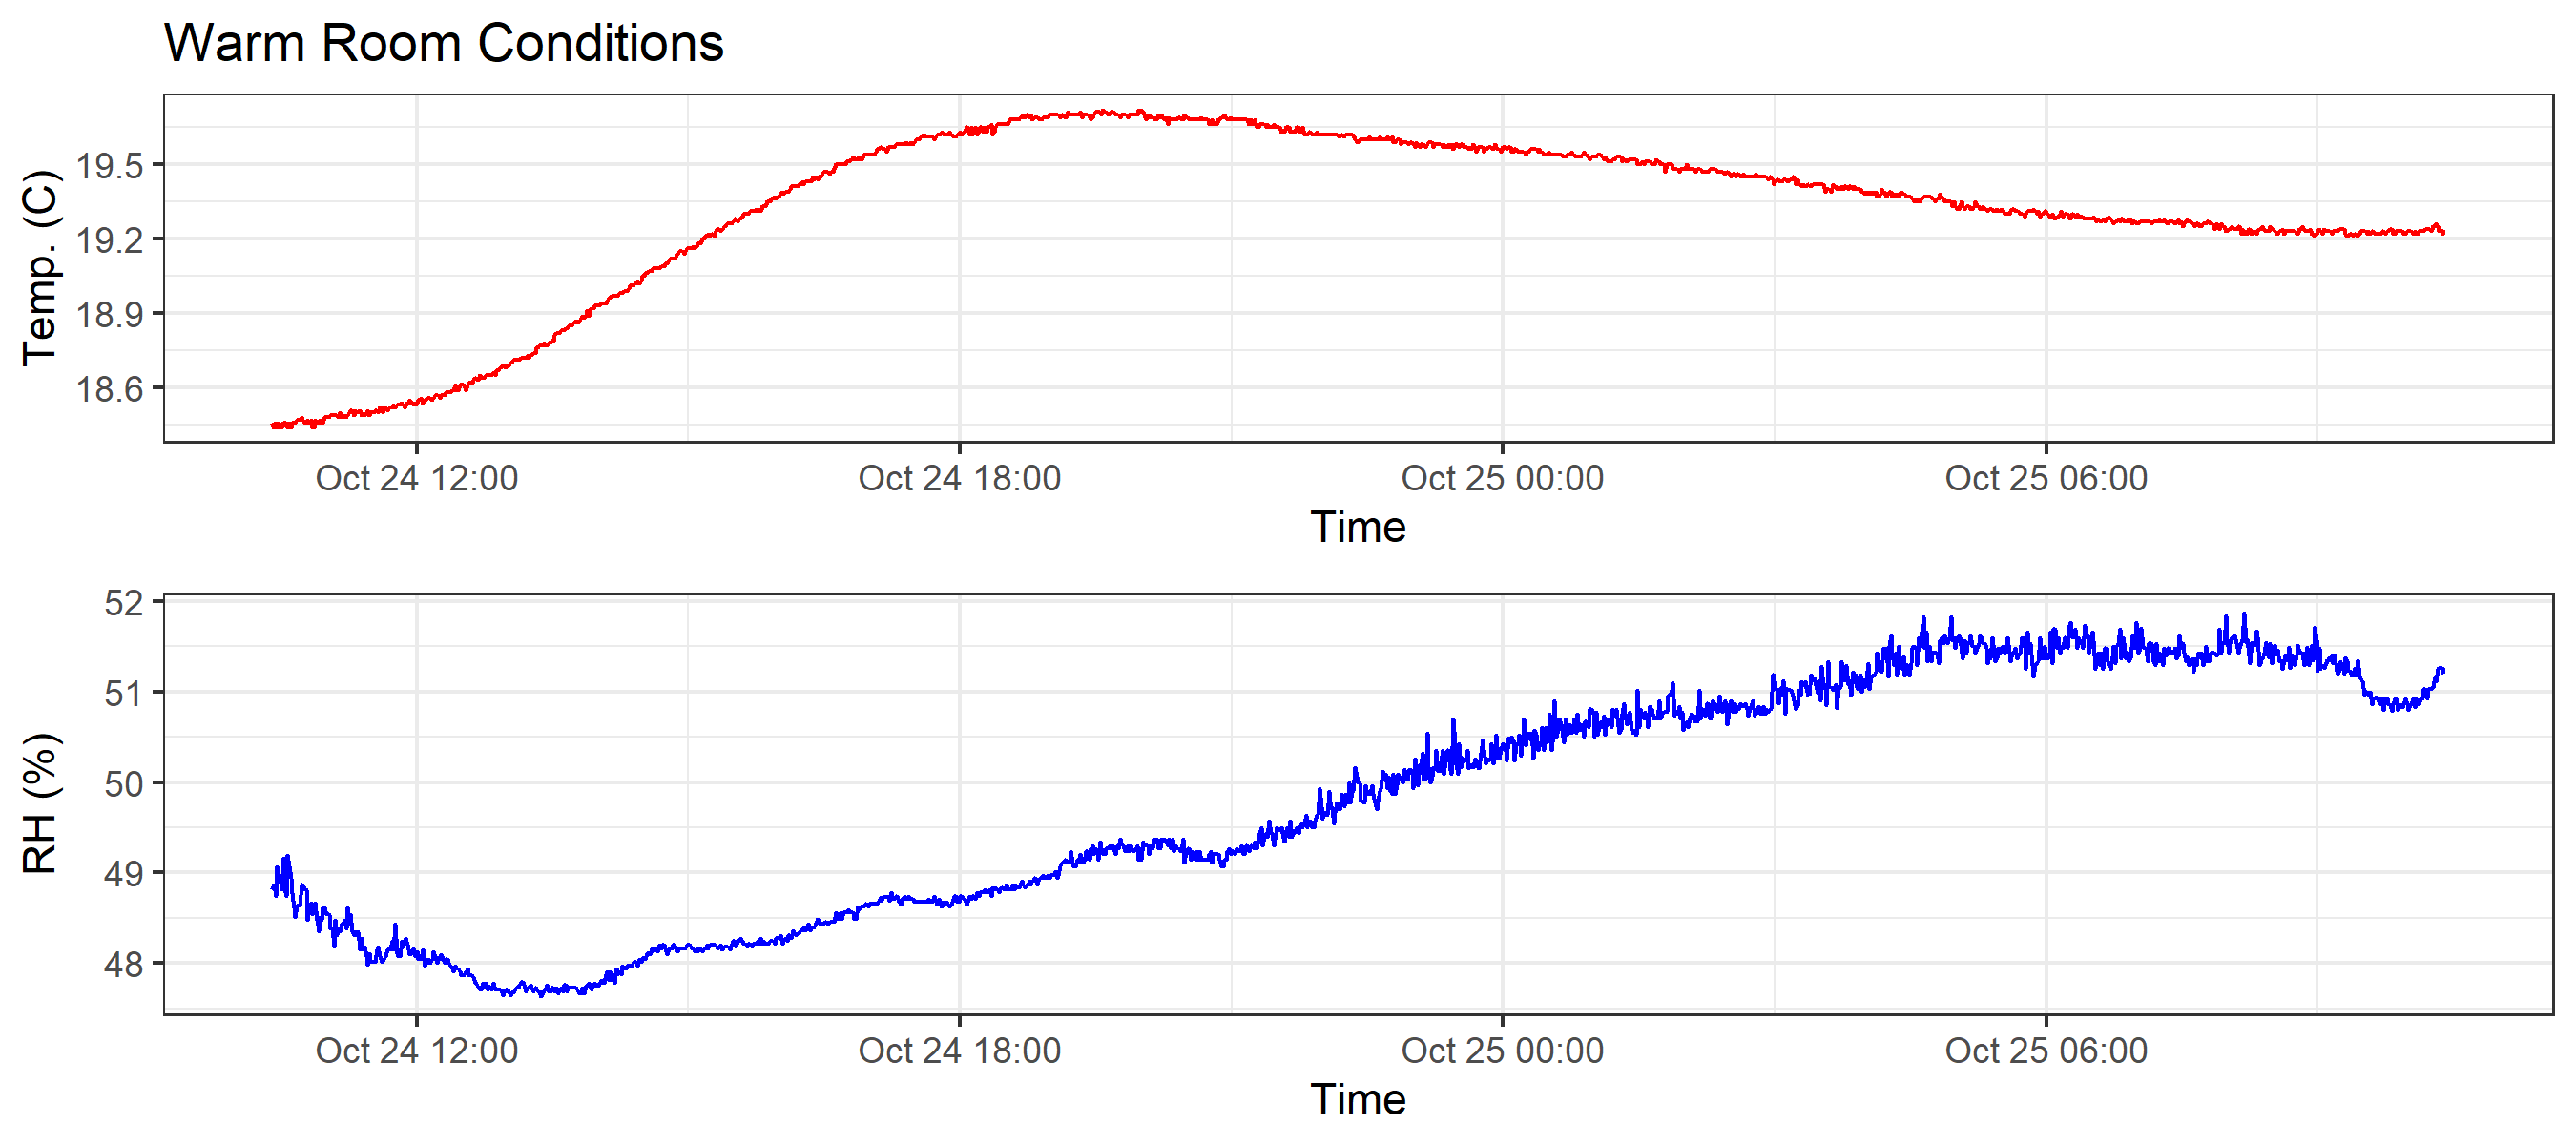 Warm Room Conditions
Temp. (C)
19.5
19.2
18.9
18.6
Oct 24 12:00 Oct 24 18:00 Oct 25 00:00 Oct 25 06:00
Time
RH (%)
52
51
50
49
48
Oct 24 12:00 Oct 24 18:00 Oct 25 00:00 Oct 25 06:00
Time